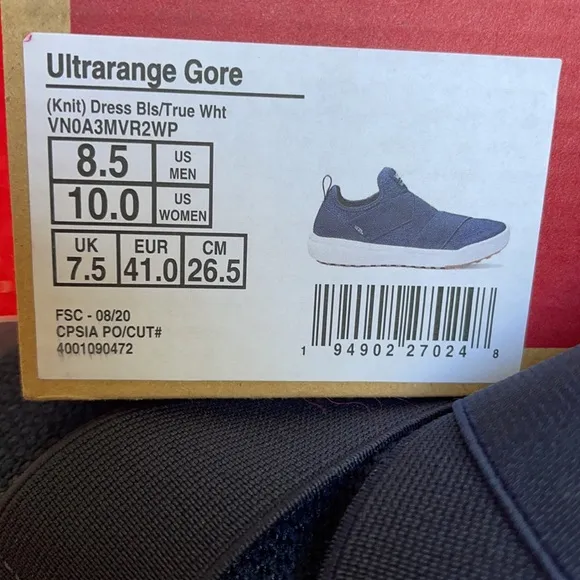 Ultrarange Gore
(Knit) Dress Bls/True Wht
VN0A3MVR2WP
8.5 US MEN
10.0 US WOMEN
UK EUR CM
7.5 41.0 26.5
FSC - 08/20
CPSIA PO/CUT#
4001090472
1 94902 27024 8